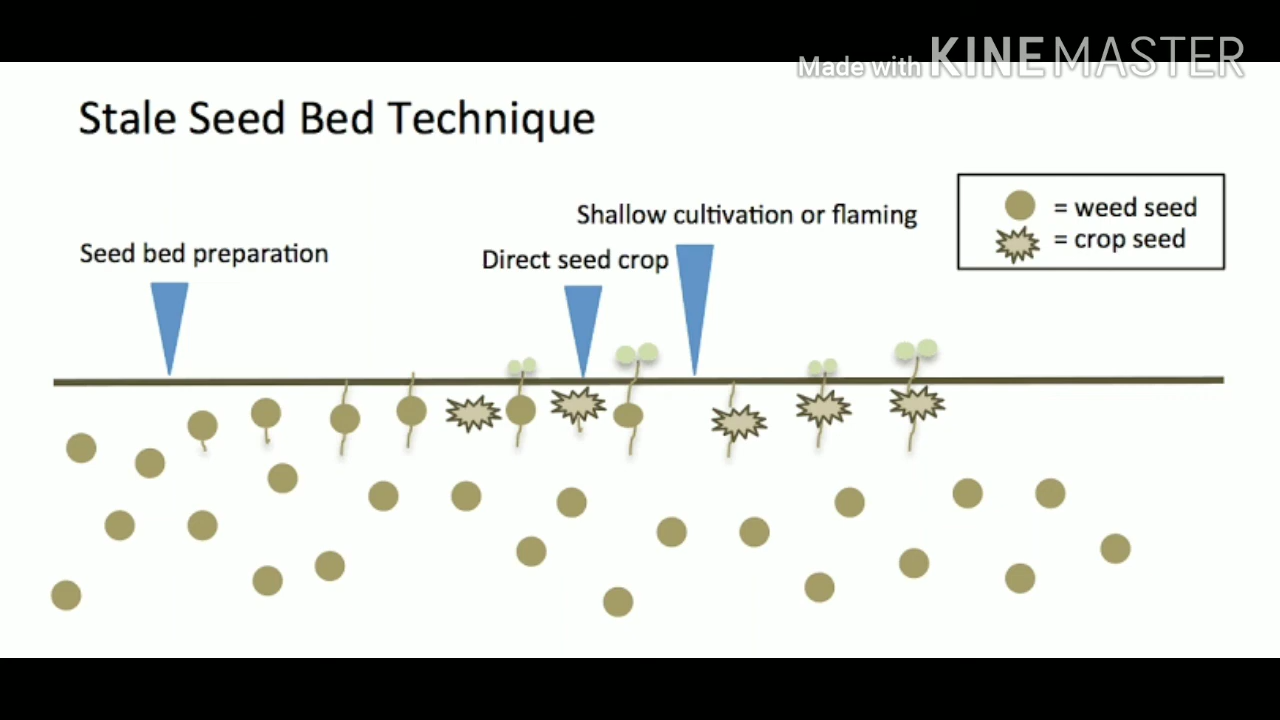 Made with KINEMASTER
Stale Seed Bed Technique
Shallow cultivation or flaming
Seed bed preparation
Direct seed crop
= weed seed
= crop seed